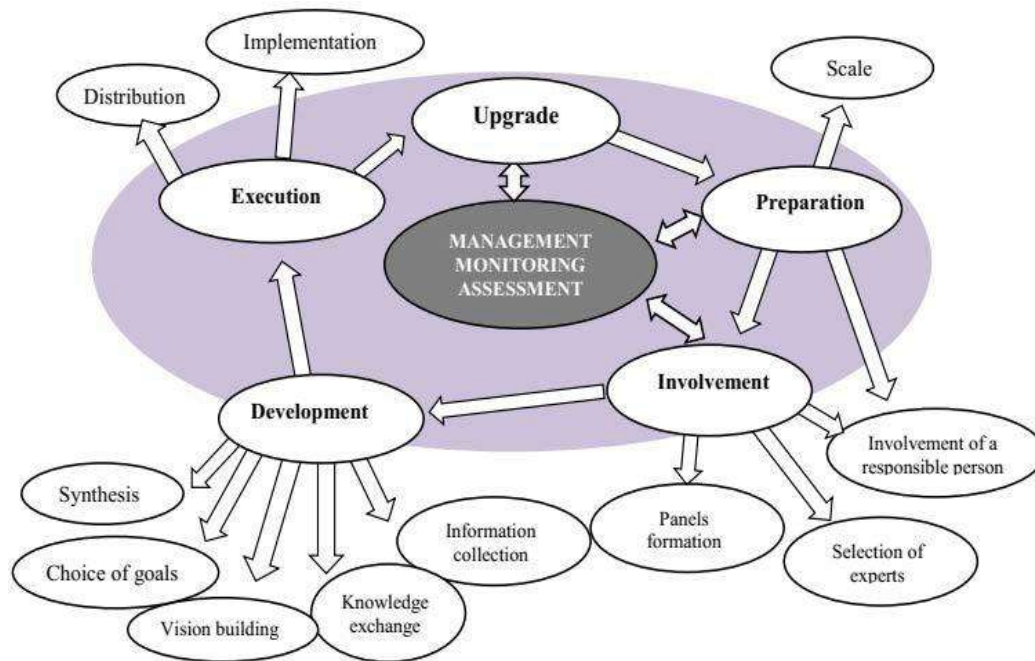 Implementation
Scale
Distribution
Upgrade
Execution
Preparation
MANAGEMENT
MONITORING
ASSESSMENT
Involvement
Development
Involvement of a
responsible person
Synthesis
Information
collection
Panels
formation
Selection of
experts
Choice of goals
Knowledge
exchange
Vision building